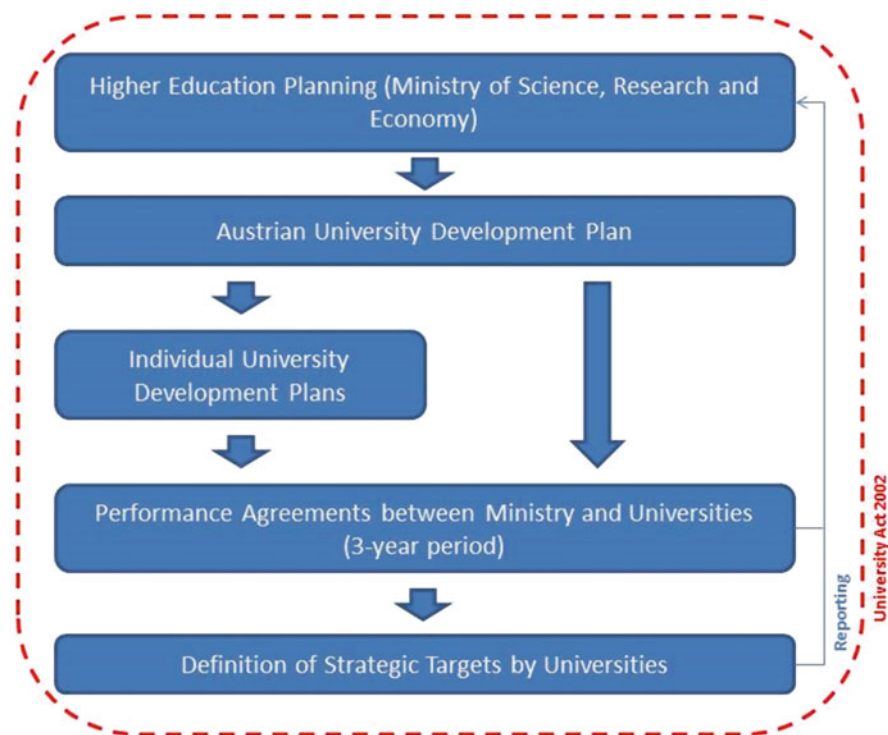 Higher Education Planning (Ministry of Science, Research and
Economy)
Austrian University Development Plan
Individual University
Development Plans
Performance Agreements between Ministry and Universities
(3-year period)
Definition of Strategic Targets by Universities
Reporting
University Act 2002